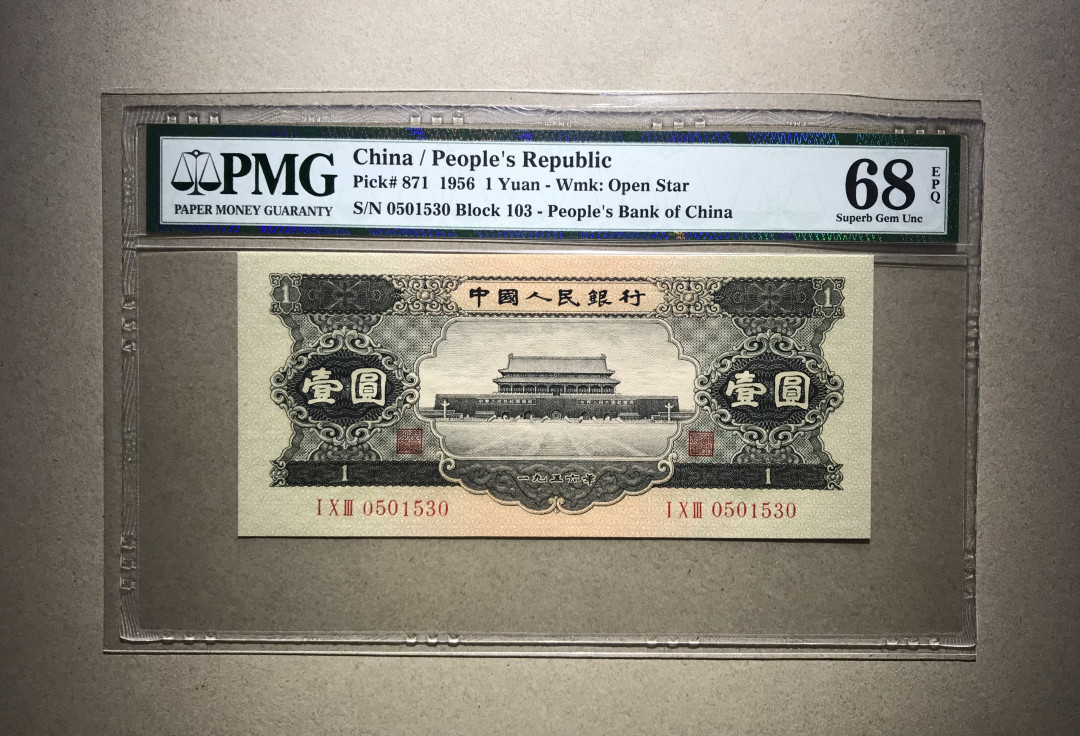 PMG
PAPER MONEY GUARANTY
China / People's Republic
Pick# 871 1956 1 Yuan - Wmk: Open Star
S/N 0501530 Block 103 - People's Bank of China
68
EPQ
Superb Gem Unc
中國人民銀行
1
1
壹圓
壹圓
1
1
一九五六年
I X III 0501530
I X III 0501530